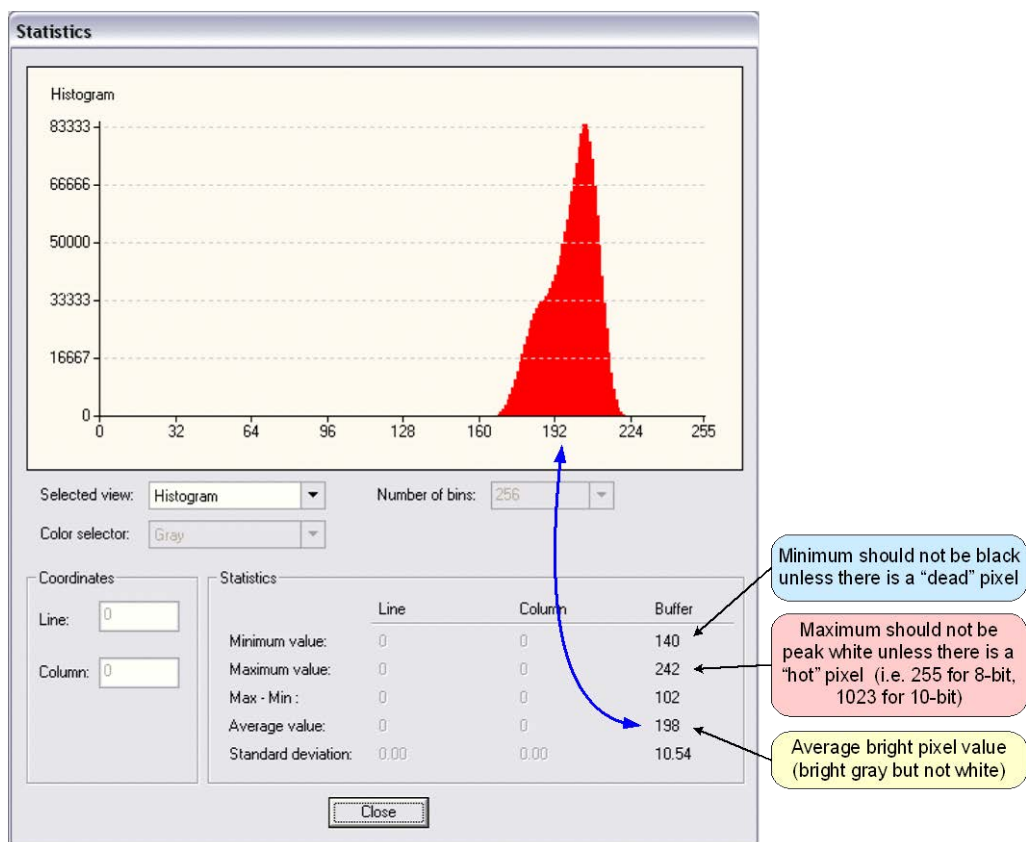 Statistics
Histogram
83333
66666
50000
33333
16667
0
0 32 64 96 128 160 192 224 255
Selected view: Histogram Number of bins: 256
Color selector: Gray
Coordinates
Line: 0
Column: 0
Statistics
Line Column Buffer
Minimum value: 0 0 140
Maximum value: 0 0 242
Max - Min : 0 0 102
Average value: 0 0 198
Standard deviation: 0.00 0.00 10.54
Close
Minimum should not be black
unless there is a “dead” pixel
Maximum should not be
peak white unless there is a
“hot” pixel (i.e. 255 for 8-bit,
1023 for 10-bit)
Average bright pixel value
(bright gray but not white)